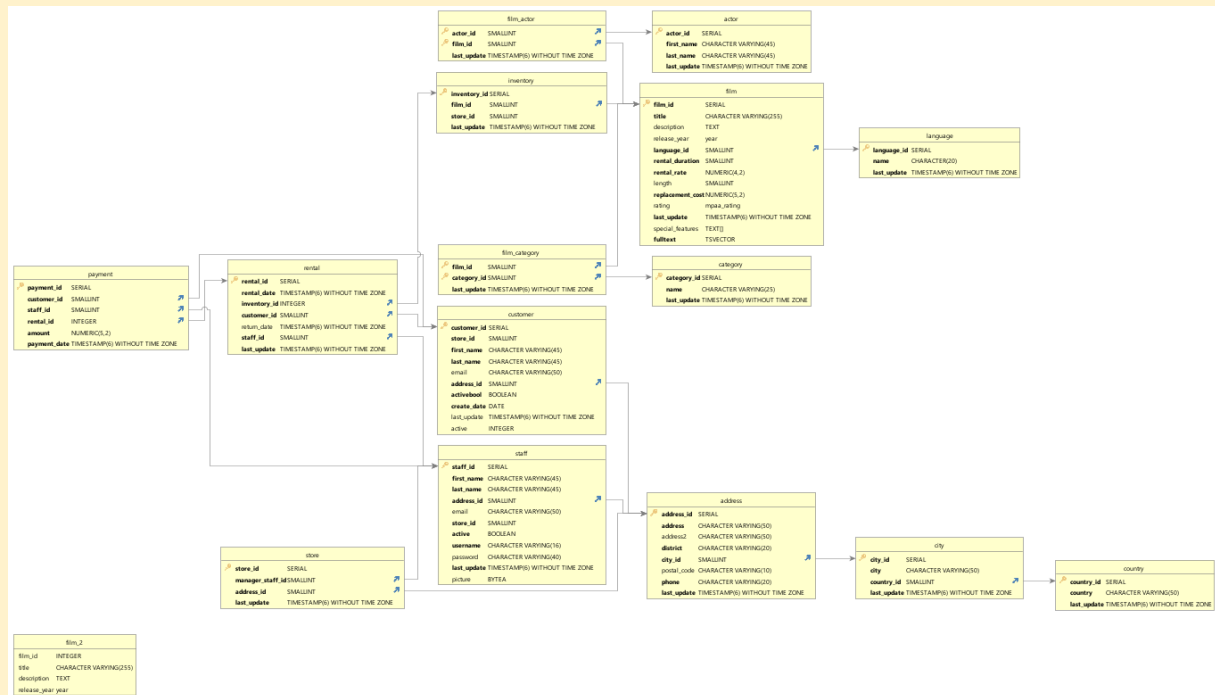 film_actor
actor_id SMALLINT
film_id SMALLINT
last_update TIMESTAMP(6) WITHOUT TIME ZONE
actor
actor_id SERIAL
first_name CHARACTER VARYING(45)
last_name CHARACTER VARYING(45)
last_update TIMESTAMP(6) WITHOUT TIME ZONE
inventory
inventory_id SERIAL
film_id SMALLINT
store_id SMALLINT
last_update TIMESTAMP(6) WITHOUT TIME ZONE
film
film_id SERIAL
title CHARACTER VARYING(255)
description TEXT
release_year year
language_id SMALLINT
rental_duration SMALLINT
rental_rate NUMERIC(4,2)
length SMALLINT
replacement_cost NUMERIC(5,2)
rating mpaa_rating
last_update TIMESTAMP(6) WITHOUT TIME ZONE
special_features TEXT[]
fulltext TSVECTOR
language
language_id SERIAL
name CHARACTER(20)
last_update TIMESTAMP(6) WITHOUT TIME ZONE
film_category
film_id SMALLINT
category_id SMALLINT
last_update TIMESTAMP(6) WITHOUT TIME ZONE
category
category_id SERIAL
name CHARACTER VARYING(25)
last_update TIMESTAMP(6) WITHOUT TIME ZONE
payment
payment_id SERIAL
customer_id SMALLINT
staff_id SMALLINT
rental_id INTEGER
amount NUMERIC(5,2)
payment_date TIMESTAMP(6) WITHOUT TIME ZONE
rental
rental_id SERIAL
rental_date TIMESTAMP(6) WITHOUT TIME ZONE
inventory_id INTEGER
customer_id SMALLINT
return_date TIMESTAMP(6) WITHOUT TIME ZONE
staff_id SMALLINT
last_update TIMESTAMP(6) WITHOUT TIME ZONE
customer
customer_id SERIAL
store_id SMALLINT
first_name CHARACTER VARYING(45)
last_name CHARACTER VARYING(45)
email CHARACTER VARYING(50)
address_id SMALLINT
activebool BOOLEAN
create_date DATE
last_update TIMESTAMP(6) WITHOUT TIME ZONE
active INTEGER
staff
staff_id SERIAL
first_name CHARACTER VARYING(45)
last_name CHARACTER VARYING(45)
address_id SMALLINT
email CHARACTER VARYING(50)
store_id SMALLINT
active BOOLEAN
username CHARACTER VARYING(16)
password CHARACTER VARYING(40)
last_update TIMESTAMP(6) WITHOUT TIME ZONE
picture BYTEA
address
address_id SERIAL
address CHARACTER VARYING(50)
address2 CHARACTER VARYING(50)
district CHARACTER VARYING(20)
city_id SMALLINT
postal_code CHARACTER VARYING(10)
phone CHARACTER VARYING(20)
last_update TIMESTAMP(6) WITHOUT TIME ZONE
city
city_id SERIAL
city CHARACTER VARYING(50)
country_id SMALLINT
last_update TIMESTAMP(6) WITHOUT TIME ZONE
country
country_id SERIAL
country CHARACTER VARYING(50)
last_update TIMESTAMP(6) WITHOUT TIME ZONE
store
store_id SERIAL
manager_staff_id SMALLINT
address_id SMALLINT
last_update TIMESTAMP(6) WITHOUT TIME ZONE
film_2
film_id INTEGER
title CHARACTER VARYING(255)
description TEXT
release_year year